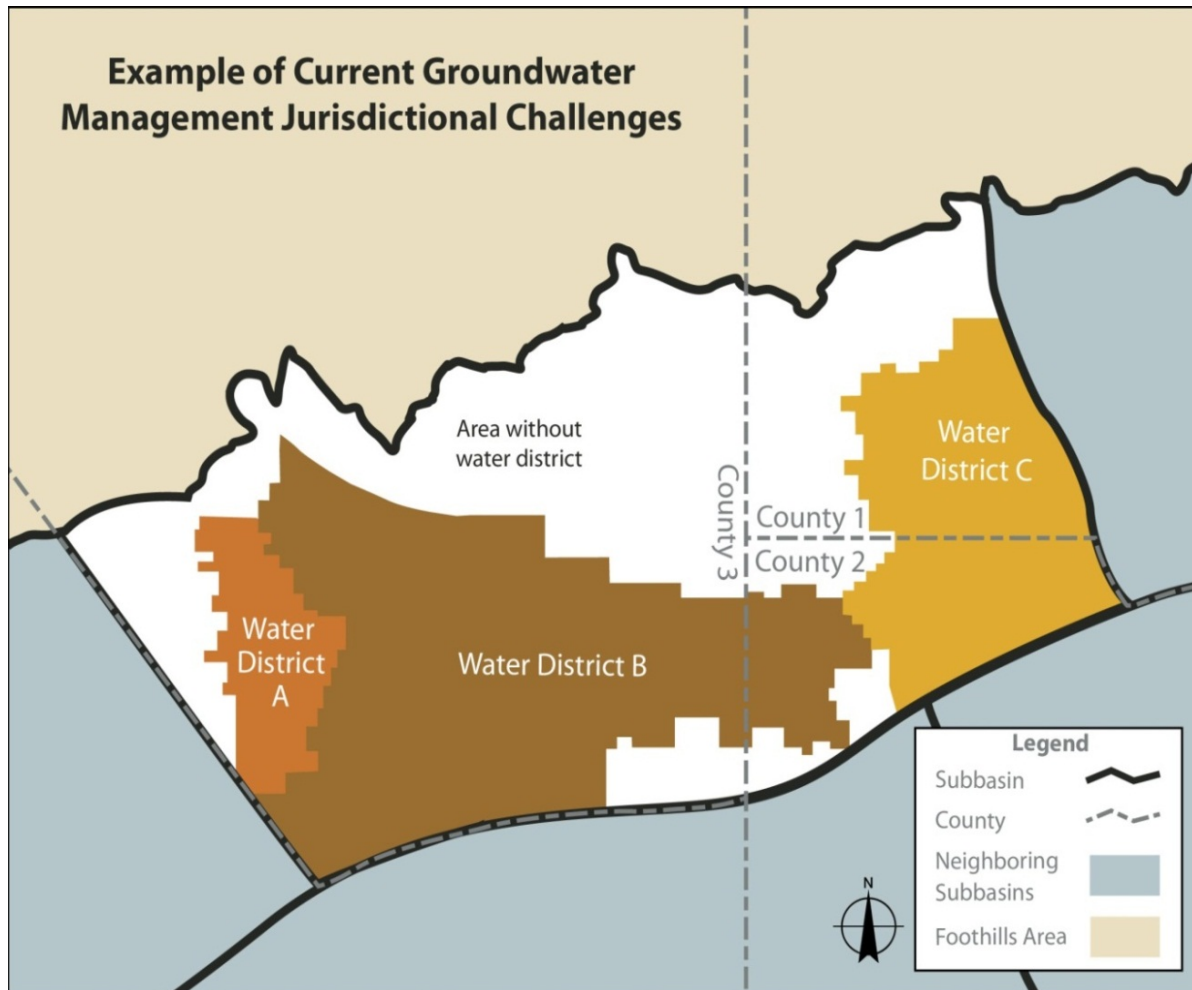 Example of Current Groundwater
Management Jurisdictional Challenges
Area without
water district
Water
District C
County 3
County 1
County 2
Water
District
A
Water District B
N
Legend
Subbasin
County
Neighboring
Subbasins
Foothills Area